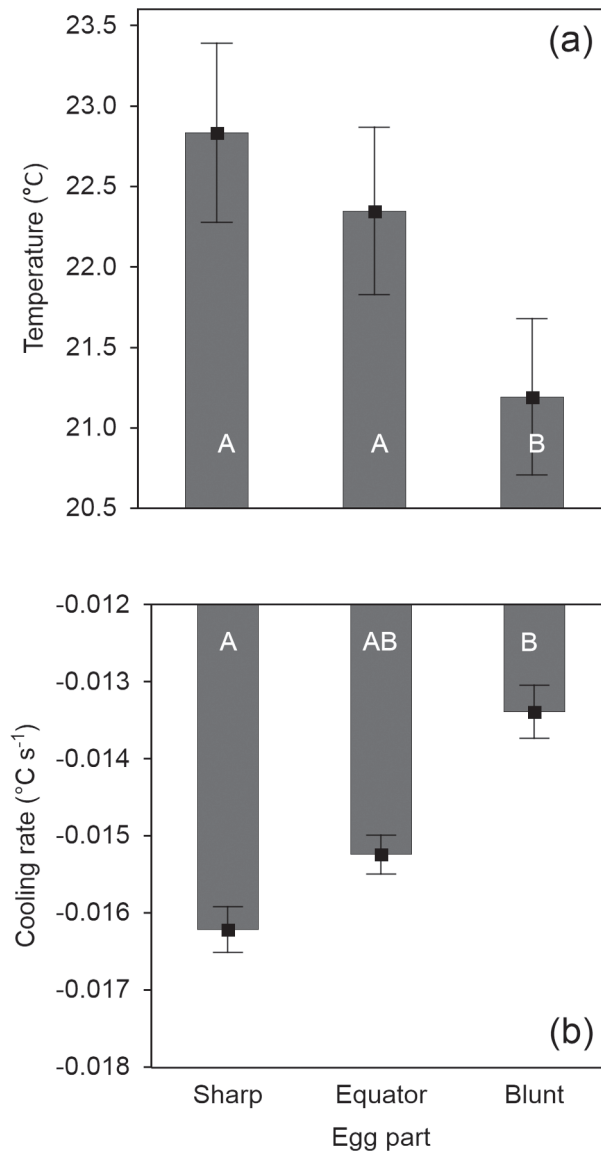 (a)
Temperature (°C)
23.5
23.0
22.5
22.0
21.5
21.0
20.5
A A B
(b)
Cooling rate (°C s-1)
-0.012
-0.013
-0.014
-0.015
-0.016
-0.017
-0.018
A AB B
Sharp Equator Blunt
Egg part